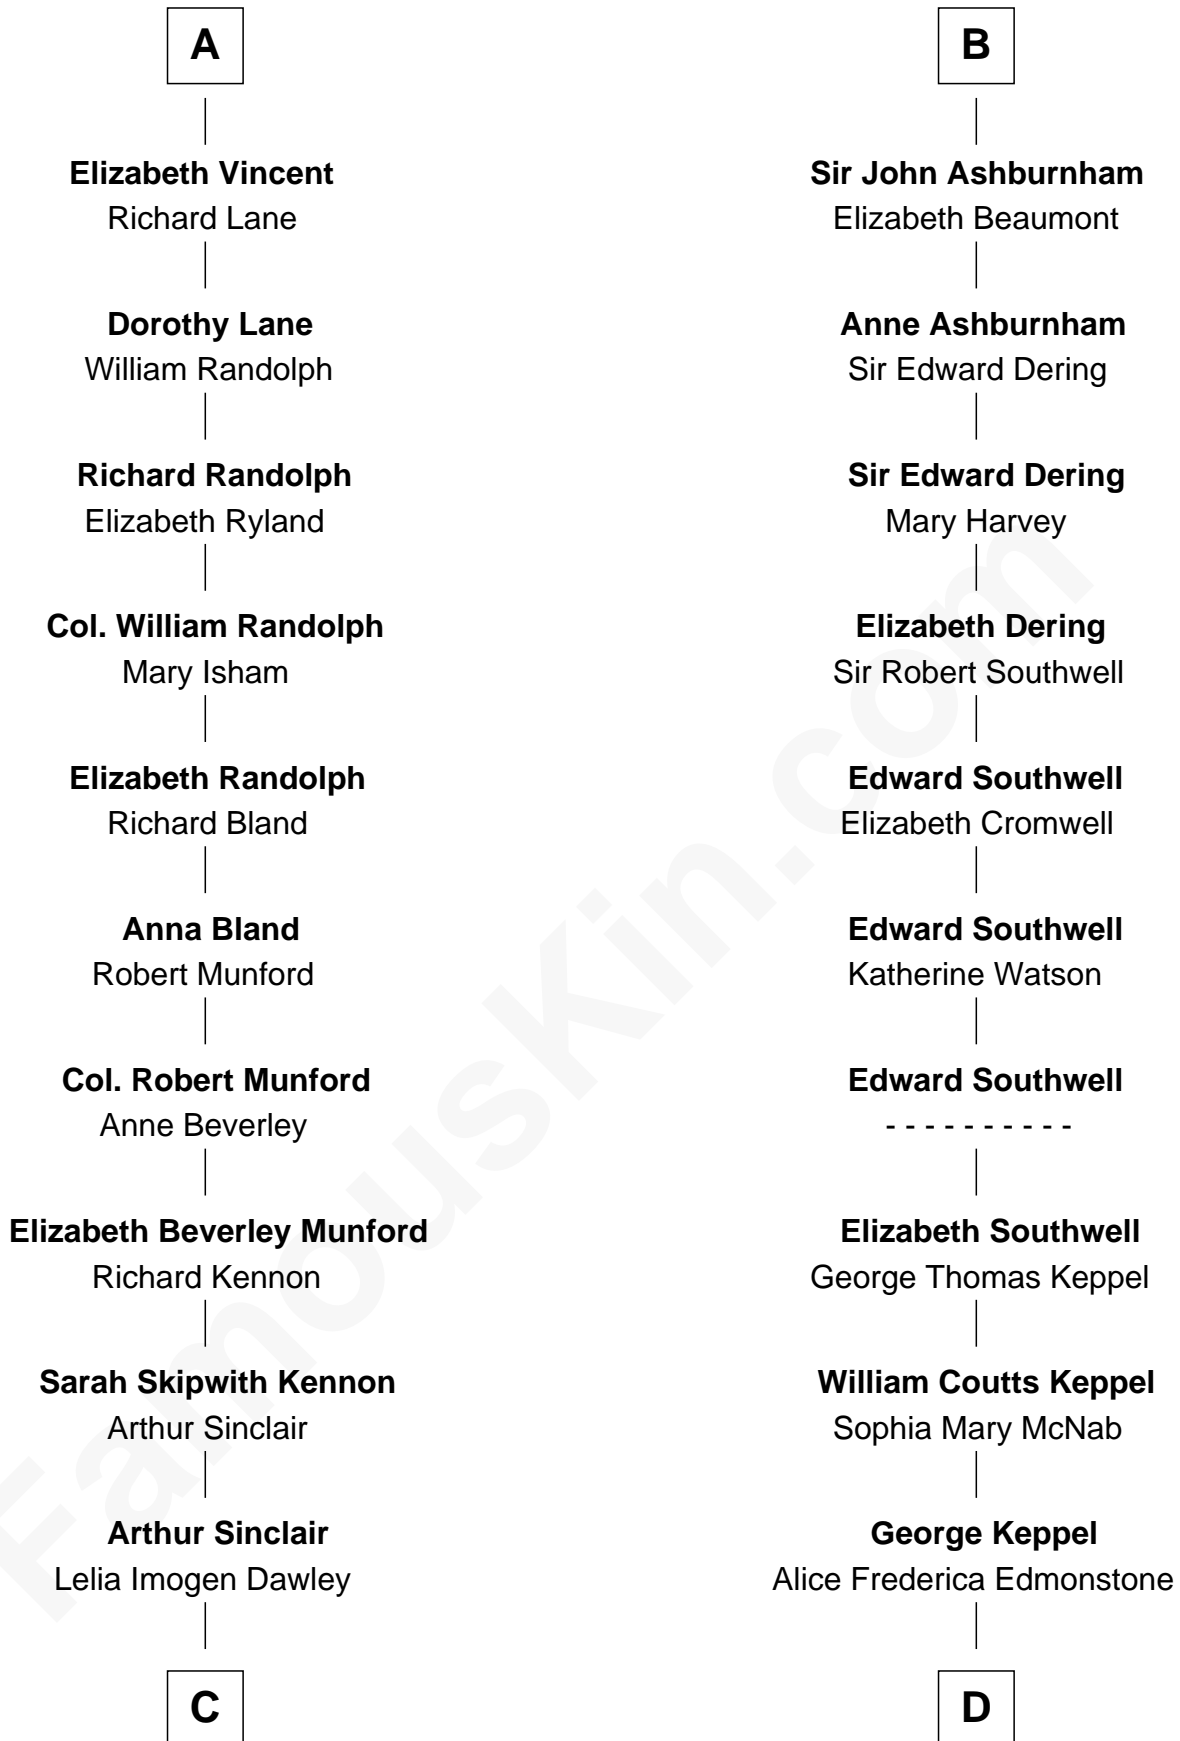 A
Elizabeth Vincent
Richard Lane
Dorothy Lane
William Randolph
Richard Randolph
Elizabeth Ryland
Col. William Randolph
Mary Isham
Elizabeth Randolph
Richard Bland
Anna Bland
Robert Munford
Col. Robert Munford
Anne Beverley
Elizabeth Beverley Munford
Richard Kennon
Sarah Skipwith Kennon
Arthur Sinclair
Arthur Sinclair
Lelia Imogen Dawley
C
B
Sir John Ashburnham
Elizabeth Beaumont
Anne Ashburnham
Sir Edward Dering
Sir Edward Dering
Mary Harvey
Elizabeth Dering
Sir Robert Southwell
Edward Southwell
Elizabeth Cromwell
Edward Southwell
Katherine Watson
Edward Southwell
- - - - - - - - - -
Elizabeth Southwell
George Thomas Keppel
William Coutts Keppel
Sophia Mary McNab
George Keppel
Alice Frederica Edmonstone
D
FamousKin.com